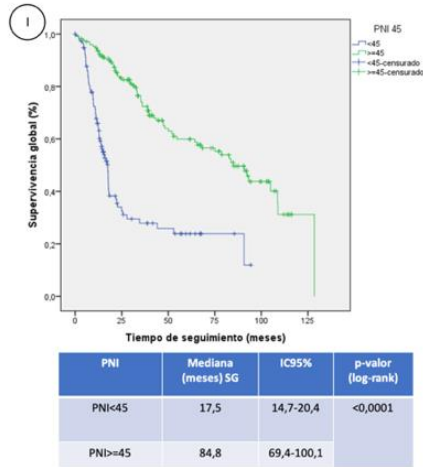 I
PNI 45
<45
>=45
<45-censurado
>=45-censurado
Supervivencia global (%)
1,0
0,8
0,6
0,4
0,2
0,0
0 25 50 75 100 125
Tiempo de seguimiento (meses)
PNI Mediana (meses) SG IC95% p-valor (log-rank)
PNI<45 17,5 14,7-20,4 <0,0001
PNI>=45 84,8 69,4-100,1